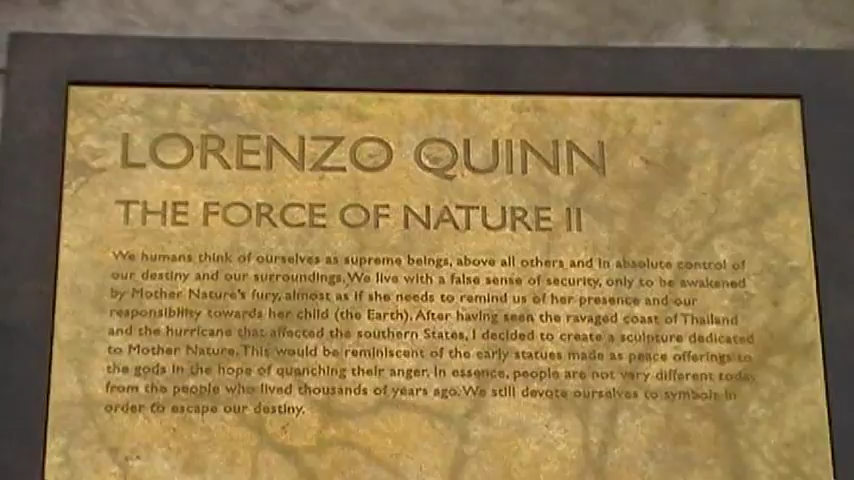 LORENZO QUINN
THE FORCE OF NATURE II
We humans think of ourselves as supreme beings, above all others and in absolute control of
our destiny and our surroundings. We live with a false sense of security, only to be awakened
by Mother Nature's fury, almost as if she needs to remind us of her presence and our
responsibility towards her child (the Earth). After having seen the ravaged coast of Thailand
and the hurricane that affected the southern States, I decided to create a sculpture dedicated
to Mother Nature. This would be reminiscent of the early statues made as peace offerings to
the gods in the hope of quenching their anger. In essence, people are not very different today
from the people who lived thousands of years ago. We still devote ourselves to symbols in
order to escape our destiny.